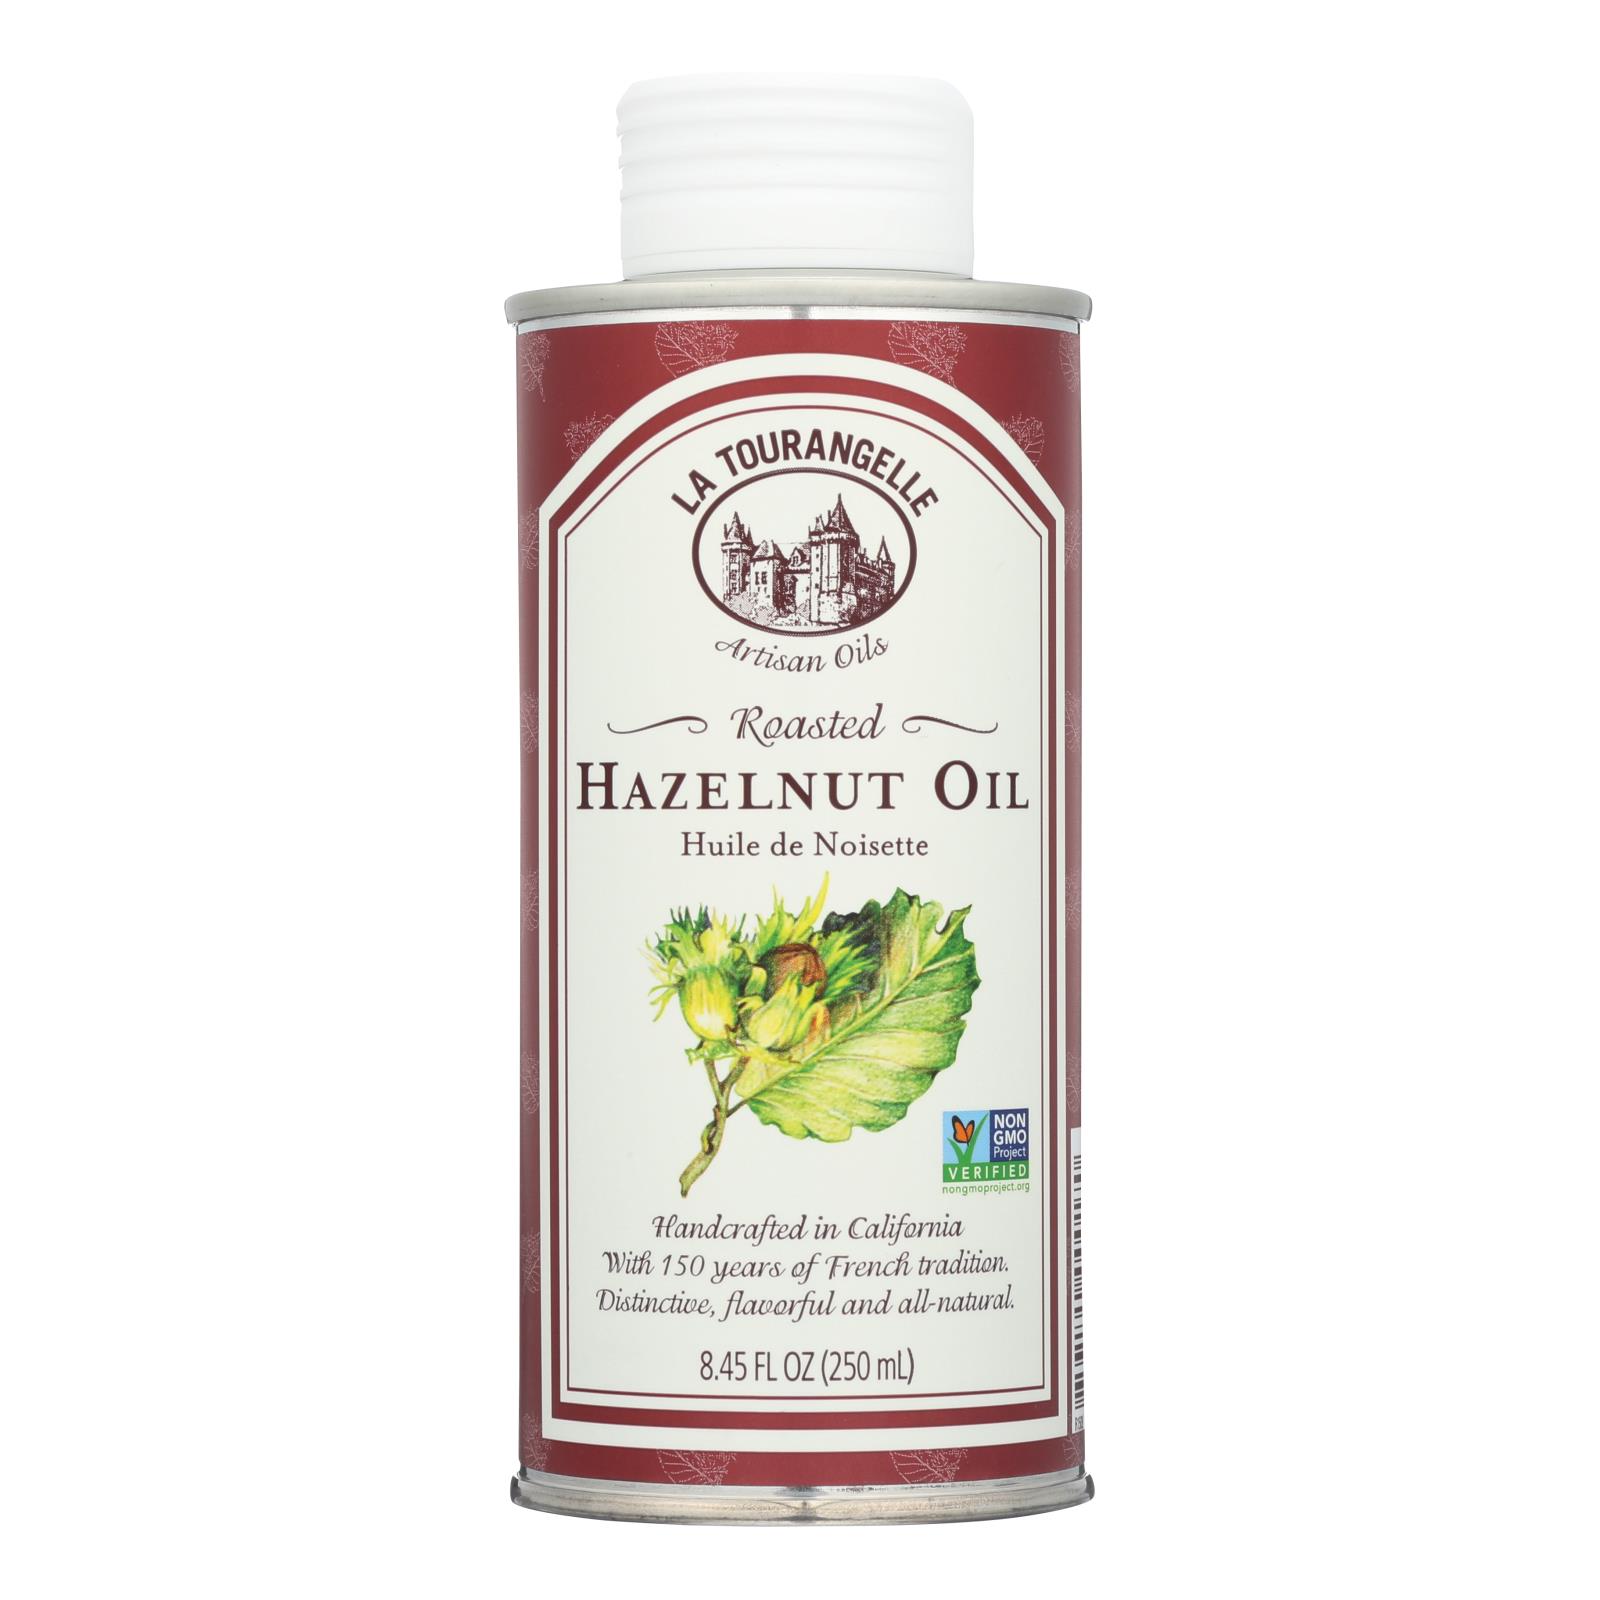 LA TOURANGELLE
Artisan Oils
Roasted
HAZELNUT OIL
Huile de Noisette
NON
GMO
Project
VERIFIED
nongmoproject.org
Handcrafted in California
With 150 years of French tradition.
Distinctive, flavorful and all-natural.
8.45 FL OZ (250 mL)